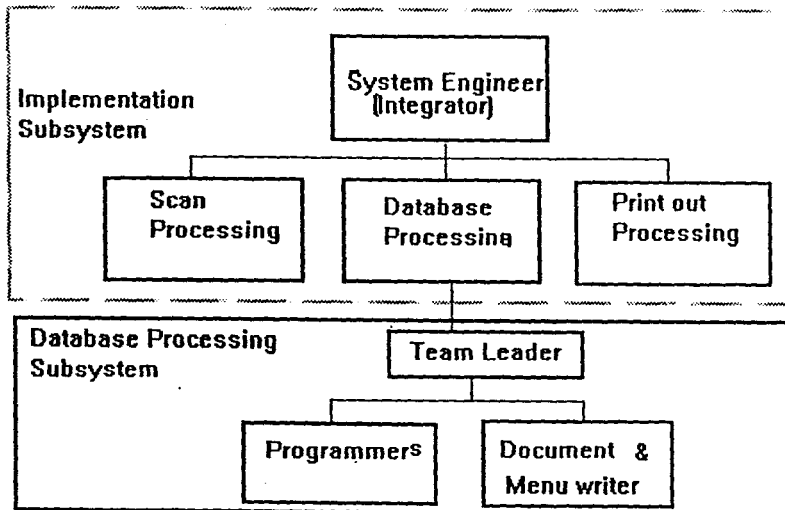 System Engineer
(Integrator)
Implementation
Subsystem
Scan
Processing
Database
Processing
Print out
Processing
Database Processing
Subsystem
Team Leader
Programmers
Document &
Menu writer